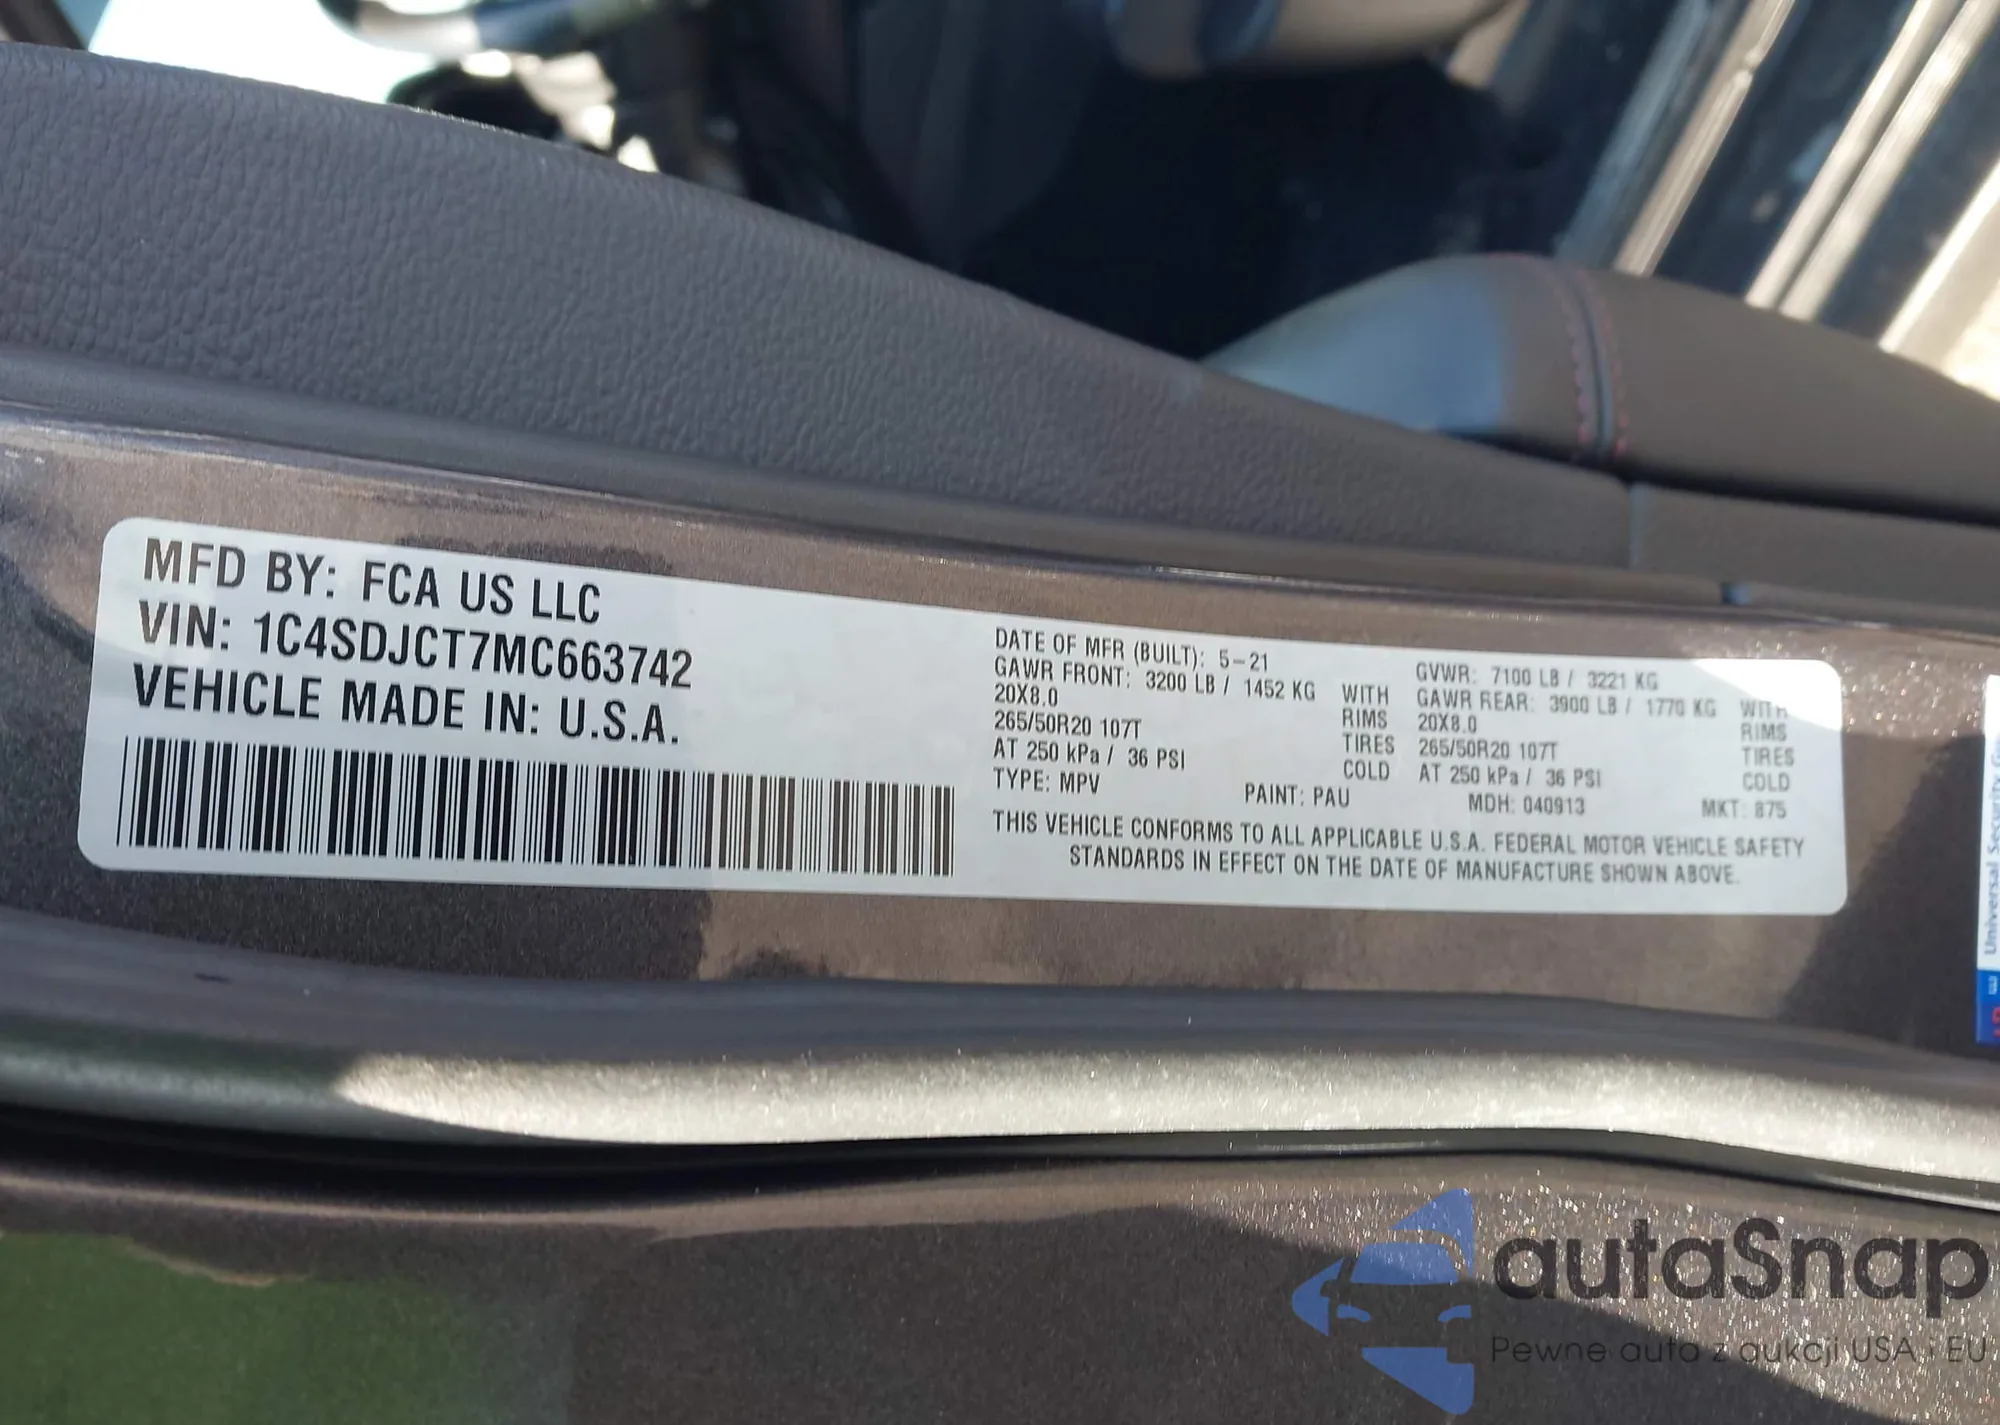 MFD BY: FCA US LLC
VIN: 1C4SDJCT7MC663742
VEHICLE MADE IN: U.S.A.
DATE OF MFR (BUILT): 5-21
GAWR FRONT: 3200 LB / 1452 KG WITH
20X8.0 RIMS
265/50R20 107T TIRES
AT 250 kPa / 36 PSI COLD
TYPE: MPV PAINT: PAU
GVWR: 7100 LB / 3221 KG
GAWR REAR: 3900 LB / 1770 KG WITH
20X8.0 RIMS
265/50R20 107T TIRES
AT 250 kPa / 36 PSI COLD
MDH: 040913 MKT: 875
THIS VEHICLE CONFORMS TO ALL APPLICABLE U.S.A. FEDERAL MOTOR VEHICLE SAFETY
STANDARDS IN EFFECT ON THE DATE OF MANUFACTURE SHOWN ABOVE.
Universal Security
autaSnap
Pewne auta z aukcji USA i EU